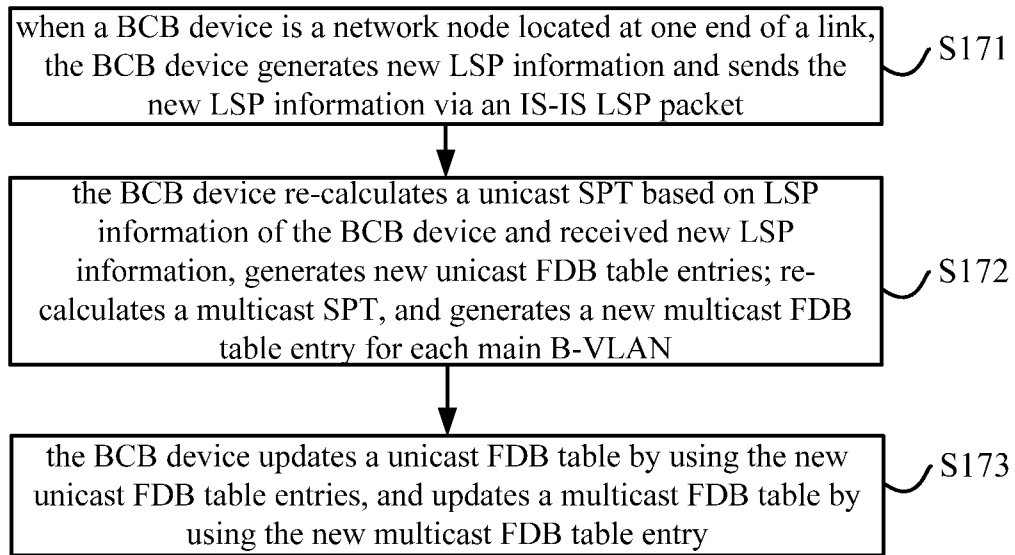 when a BCB device is a network node located at one end of a link,
the BCB device generates new LSP information and sends the
new LSP information via an IS-IS LSP packet
S171
the BCB device re-calculates a unicast SPT based on LSP
information of the BCB device and received new LSP
information, generates new unicast FDB table entries; re-
calculates a multicast SPT, and generates a new multicast FDB
table entry for each main B-VLAN
S172
the BCB device updates a unicast FDB table by using the new
unicast FDB table entries, and updates a multicast FDB table by
using the new multicast FDB table entry
S173